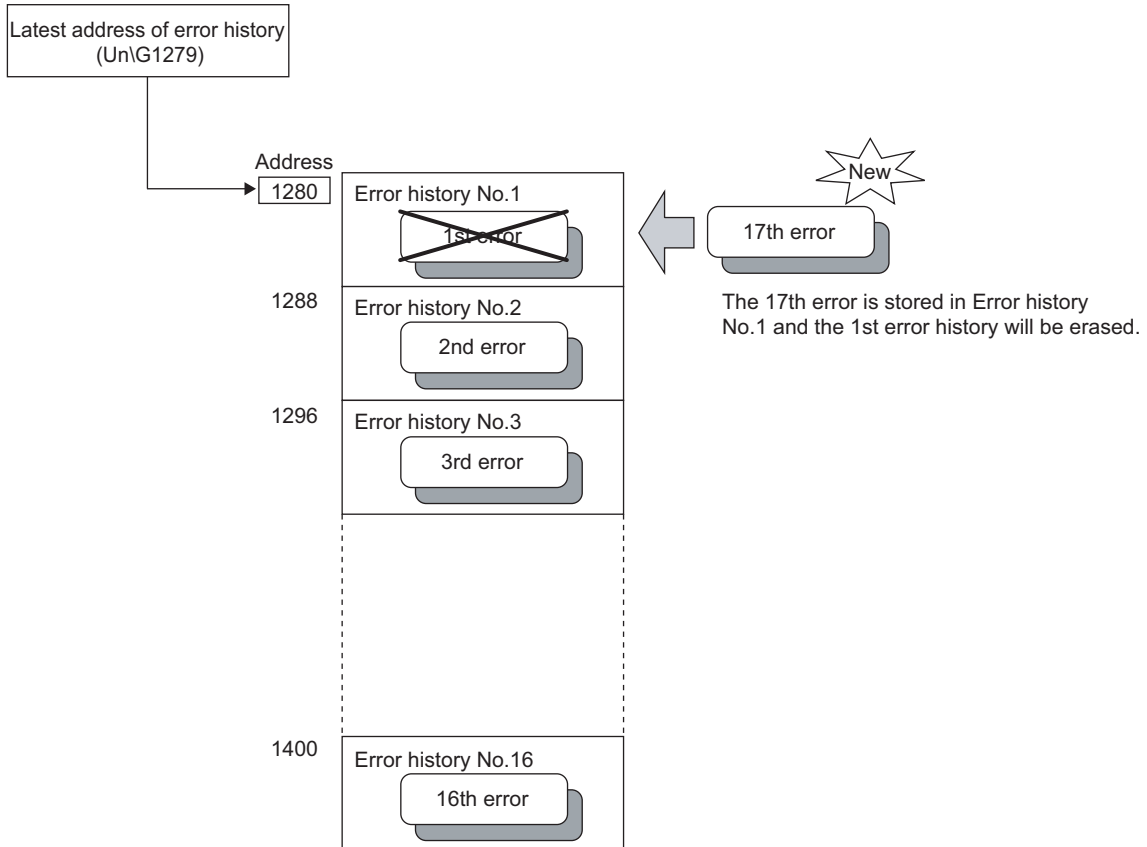 Latest address of error history
(Un\G1279)
Address
1280
Error history No.1
1st error
New
17th error
The 17th error is stored in Error history
No.1 and the 1st error history will be erased.
1288
Error history No.2
2nd error
1296
Error history No.3
3rd error
1400
Error history No.16
16th error